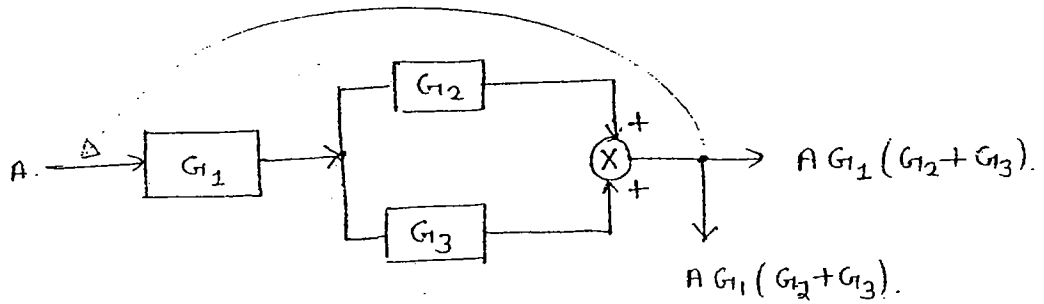 G2
+
A.
G1
X
A G1 (G2 + G3).
+
G3
A G1 (G2 + G3).